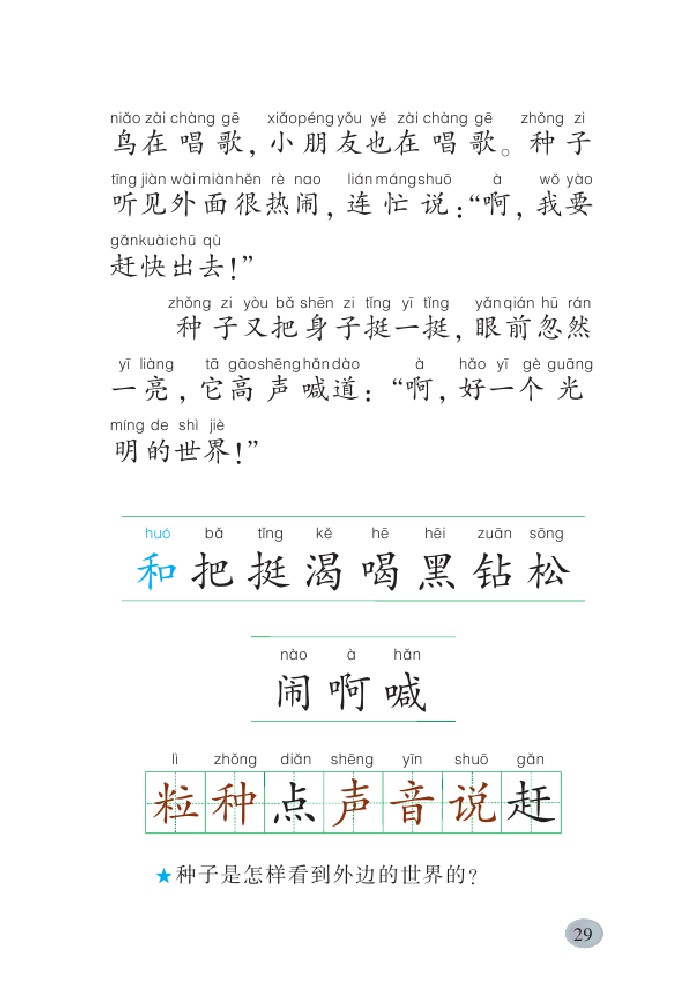 niǎo zài chàng gē xiǎopéngyǒu yě zài chàng gē zhǒng zi
鸟在唱歌，小朋友也在唱歌。种子
tīng jiàn wài miàn hěn rè nao lián máng shuō à wǒ yào
听见外面很热闹，连忙说：“啊，我要
gǎn kuài chū qù
赶快出去！”
zhǒng zi yòu bǎ shēn zi tǐng yī tǐng yǎn qián hū rán
种子又把身子挺一挺，眼前忽然
yī liàng tā gāo shēng hǎn dào à hǎo yī gè guāng
一亮，它高声喊道：“啊，好一个光
míng de shì jiè
明的世界！”
huó bǎ tǐng kě hē hēi zuān sōng
和把挺渴喝黑钻松
nào à hǎn
闹啊喊
lì zhǒng diǎn shēng yīn shuō gǎn
粒种点声音说赶
★种子是怎样看到外边的世界的？
29